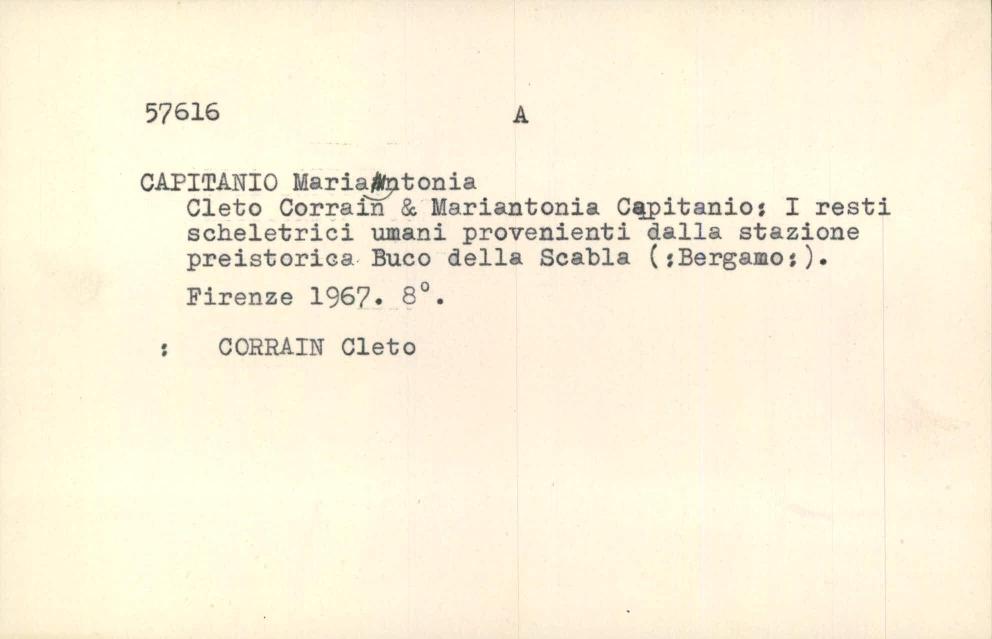 57616 A
CAPITANIO Mariantonia
Cleto Corrain & Mariantonia Capitanio: I resti
scheletrici umani provenienti dalla stazione
preistorica Buco della Scabla (:Bergamo:).
Firenze 1967. 8°.
: CORRAIN Cleto